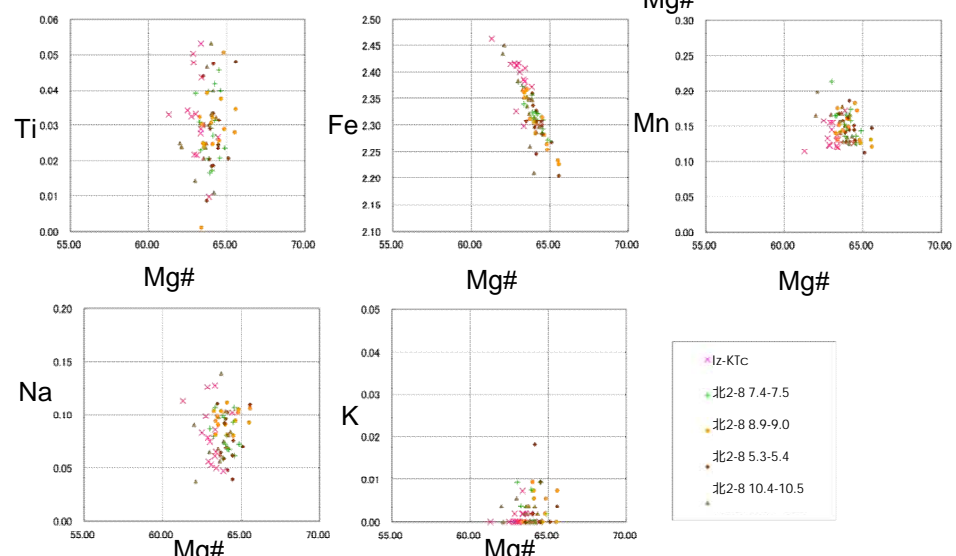 Mg#
0.06
0.05
0.04
0.03
0.02
0.01
0.00
Ti
55.00 60.00 65.00 70.00
Mg#
2.50
2.45
2.40
2.35
2.30
2.25
2.20
2.15
2.10
Fe
55.00 60.00 65.00 70.00
Mg#
0.30
0.25
0.20
0.15
0.10
0.05
0.00
Mn
55.00 60.00 65.00 70.00
Mg#
0.20
0.15
0.10
0.05
0.00
Na
55.00 60.00 65.00 70.00
Mg#
0.05
0.04
0.03
0.02
0.01
0.00
K
55.00 60.00 65.00 70.00
Mg#
Iz-KTc
北2-8 7.4-7.5
北2-8 8.9-9.0
北2-8 5.3-5.4
北2-8 10.4-10.5